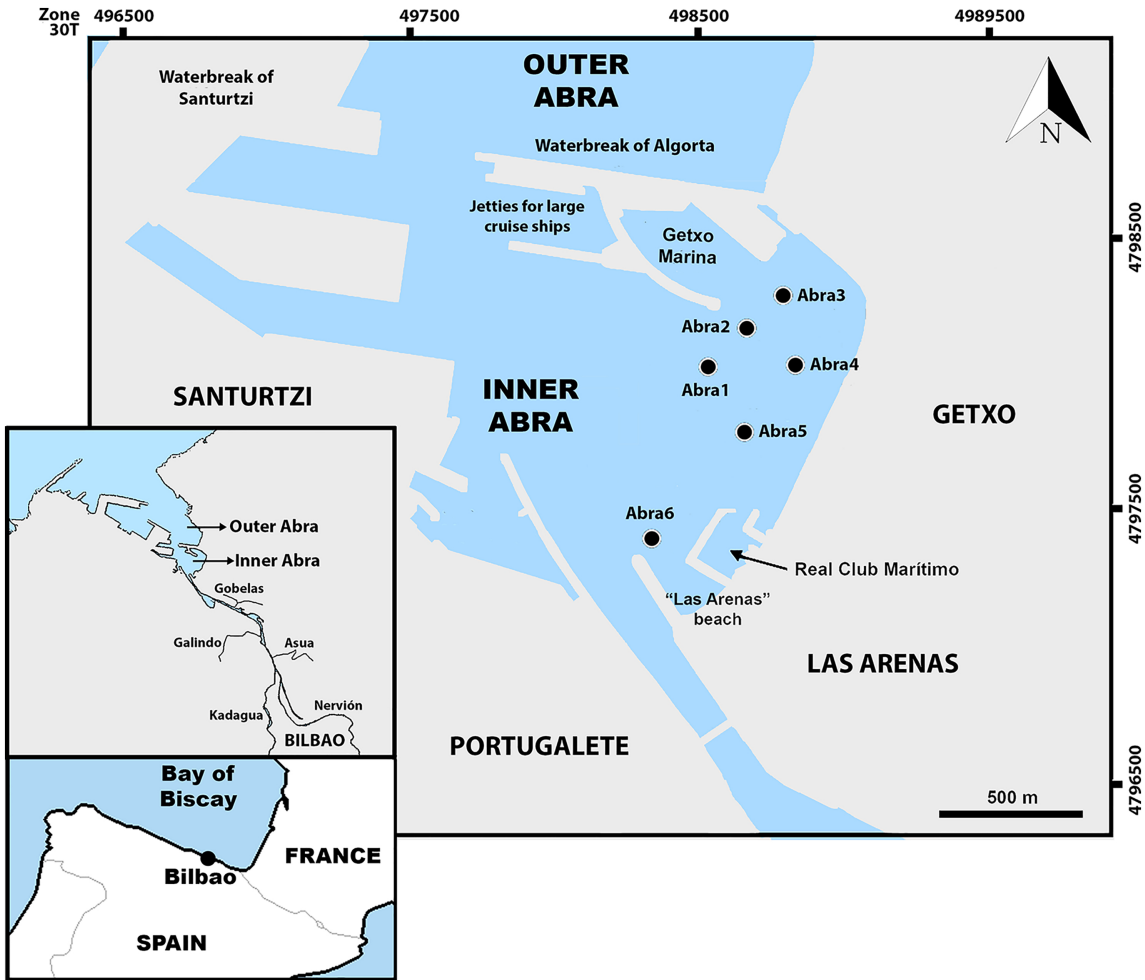 Zone
30T
496500
497500
498500
4989500
OUTER
ABRA
Waterbreak of
Santurtzi
N
Waterbreak of Algorta
Jetties for large
cruise ships
Getxo
Marina
4798500
Abra3
Abra2
Abra4
Abra1
SANTURTZI
INNER
ABRA
GETXO
Abra5
4797500
Abra6
Real Club Marítimo
“Las Arenas”
beach
LAS ARENAS
PORTUGALETE
4796500
500 m
Outer Abra
Inner Abra
Gobelas
Galindo
Asua
Kadagua
Nervión
BILBAO
Bay of
Biscay
FRANCE
Bilbao
SPAIN